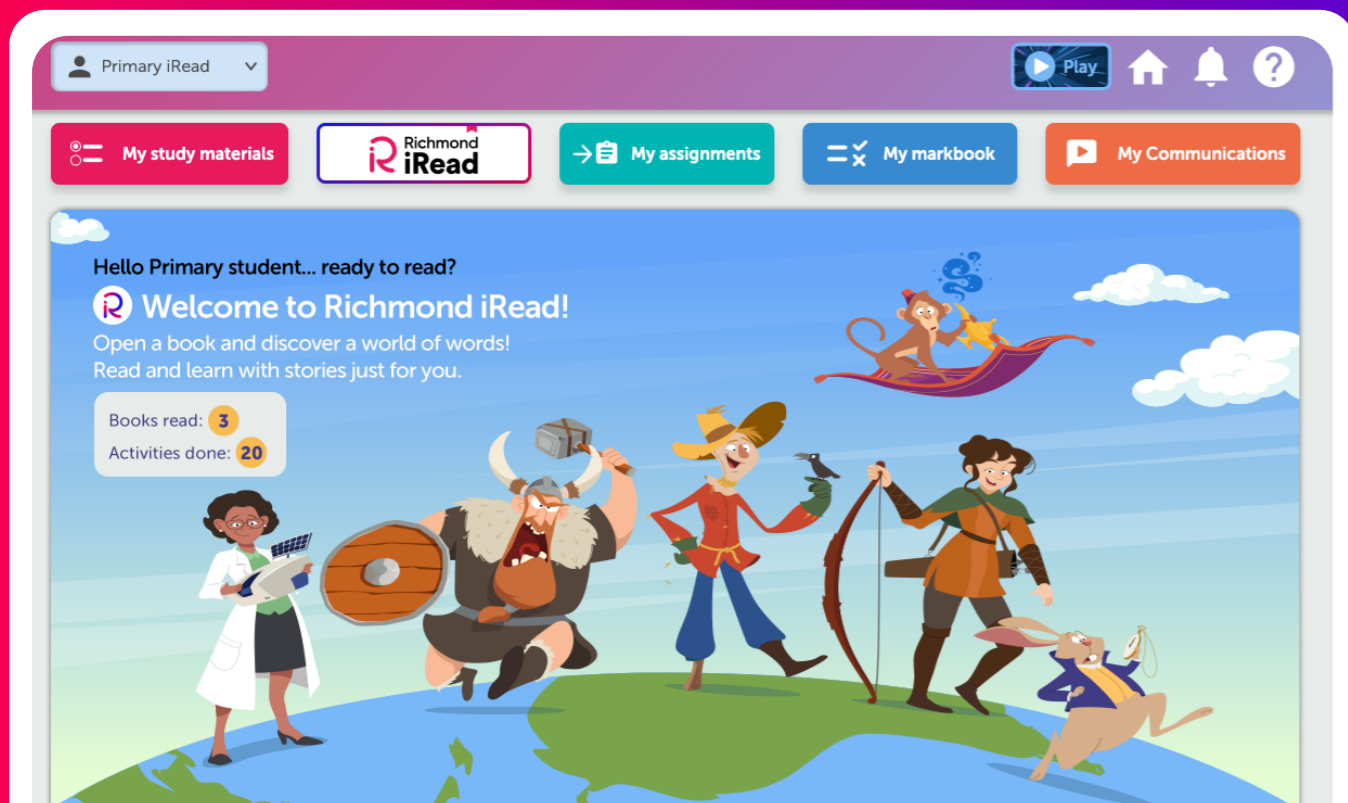 Primary iRead
Play
My study materials
Richmond
iRead
My assignments
My markbook
My Communications
Hello Primary student... ready to read?
iR Welcome to Richmond iRead!
Open a book and discover a world of words!
Read and learn with stories just for you.
Books read: 3
Activities done: 20